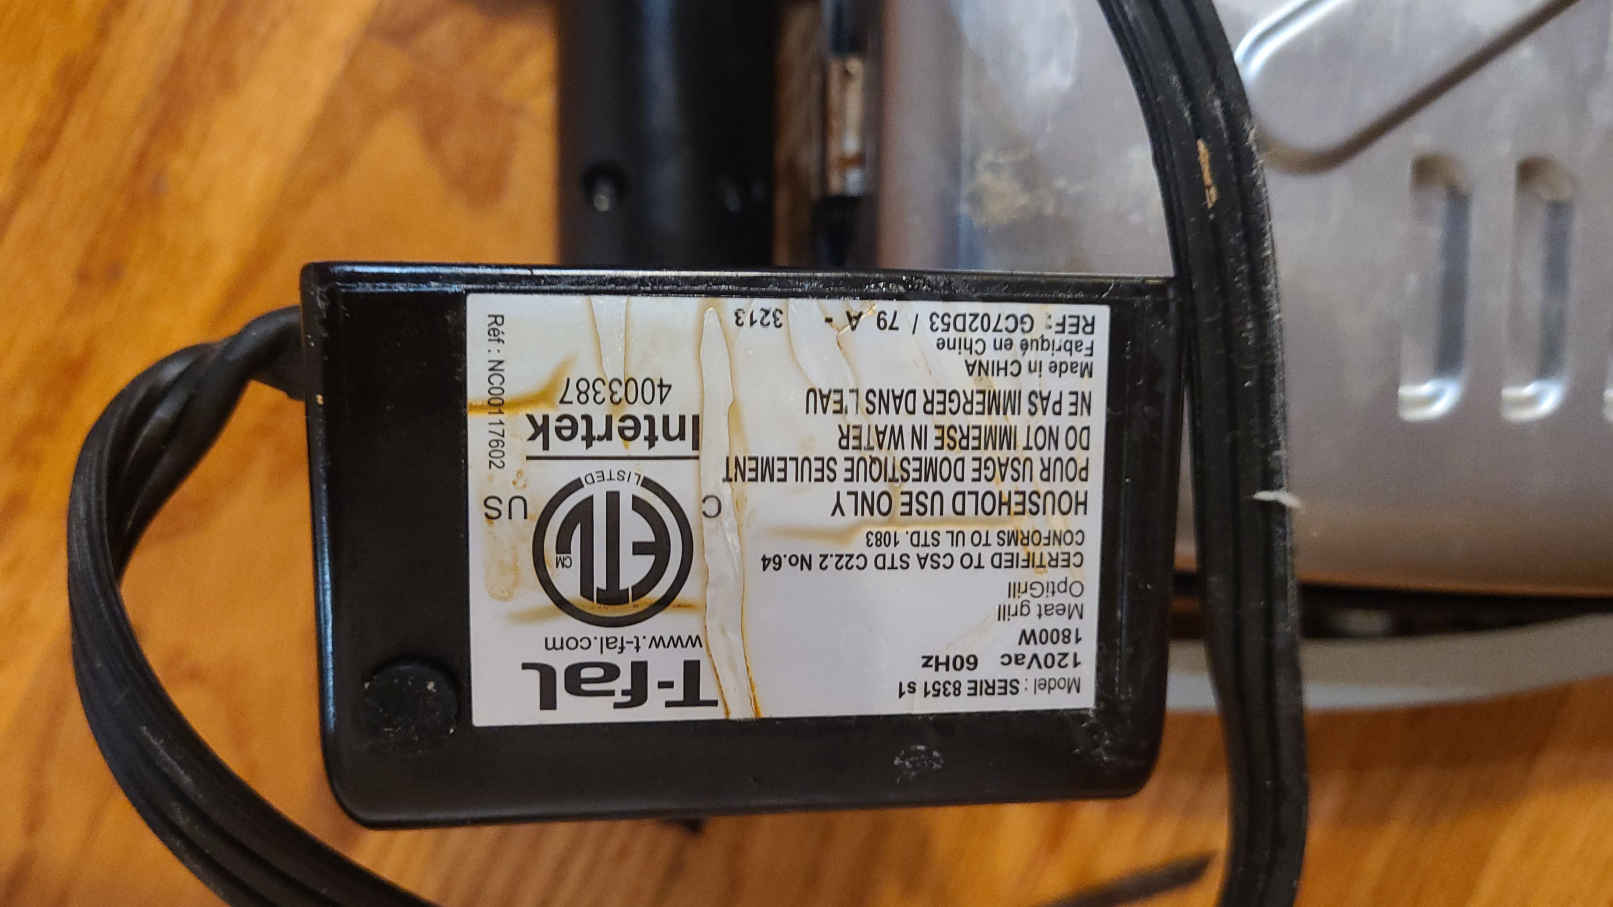 T-fal
www.t-fal.com
Model : SERIE 8351 s1
120Vac 60Hz
1800W
Meat grill
OptiGrill
CERTIFIED TO CSA STD C22.2 No.64
CONFORMS TO UL STD. 1083
HOUSEHOLD USE ONLY
POUR USAGE DOMESTIQUE SEULEMENT
DO NOT IMMERSE IN WATER
NE PAS IMMERGER DANS L'EAU
Made in CHINA
Fabriqué en Chine
REF: GC702D53 / 79 A - 3213
ETL
CM
LISTED
C US
Intertek
4003387
Réf : NC00117602